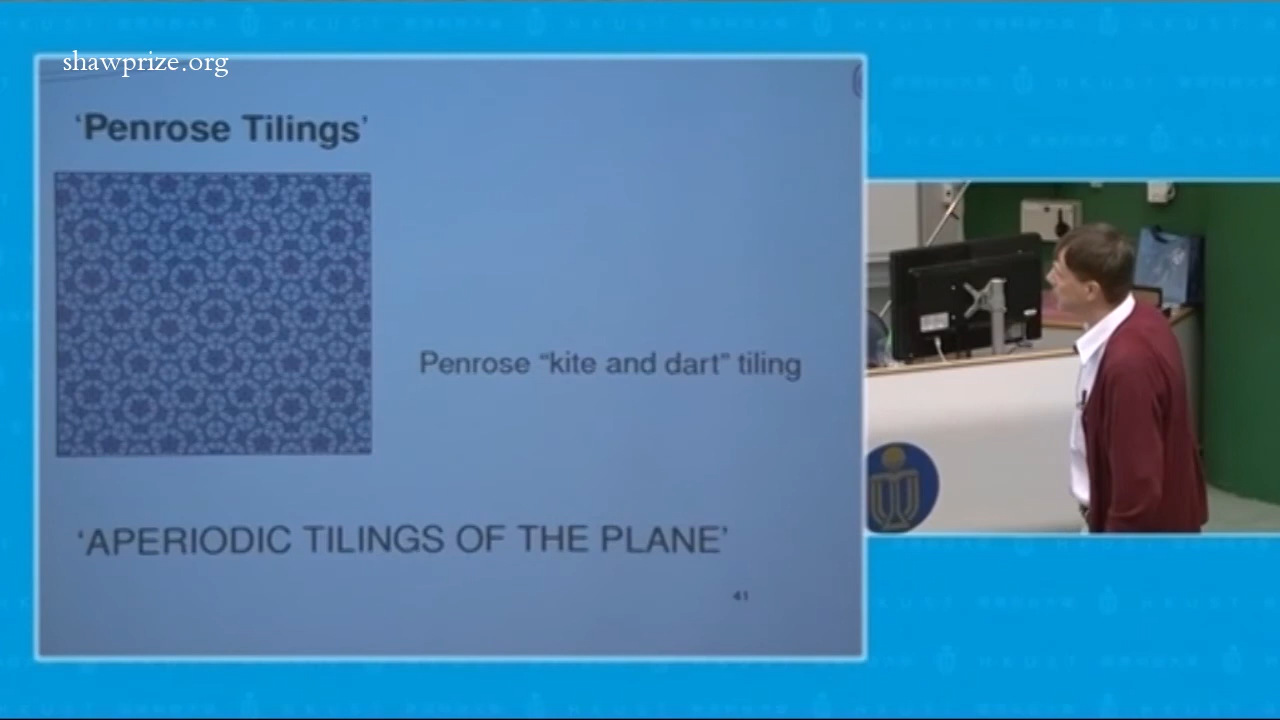 shawprize.org
‘Penrose Tilings’
Penrose “kite and dart” tiling
‘APERIODIC TILINGS OF THE PLANE’
41